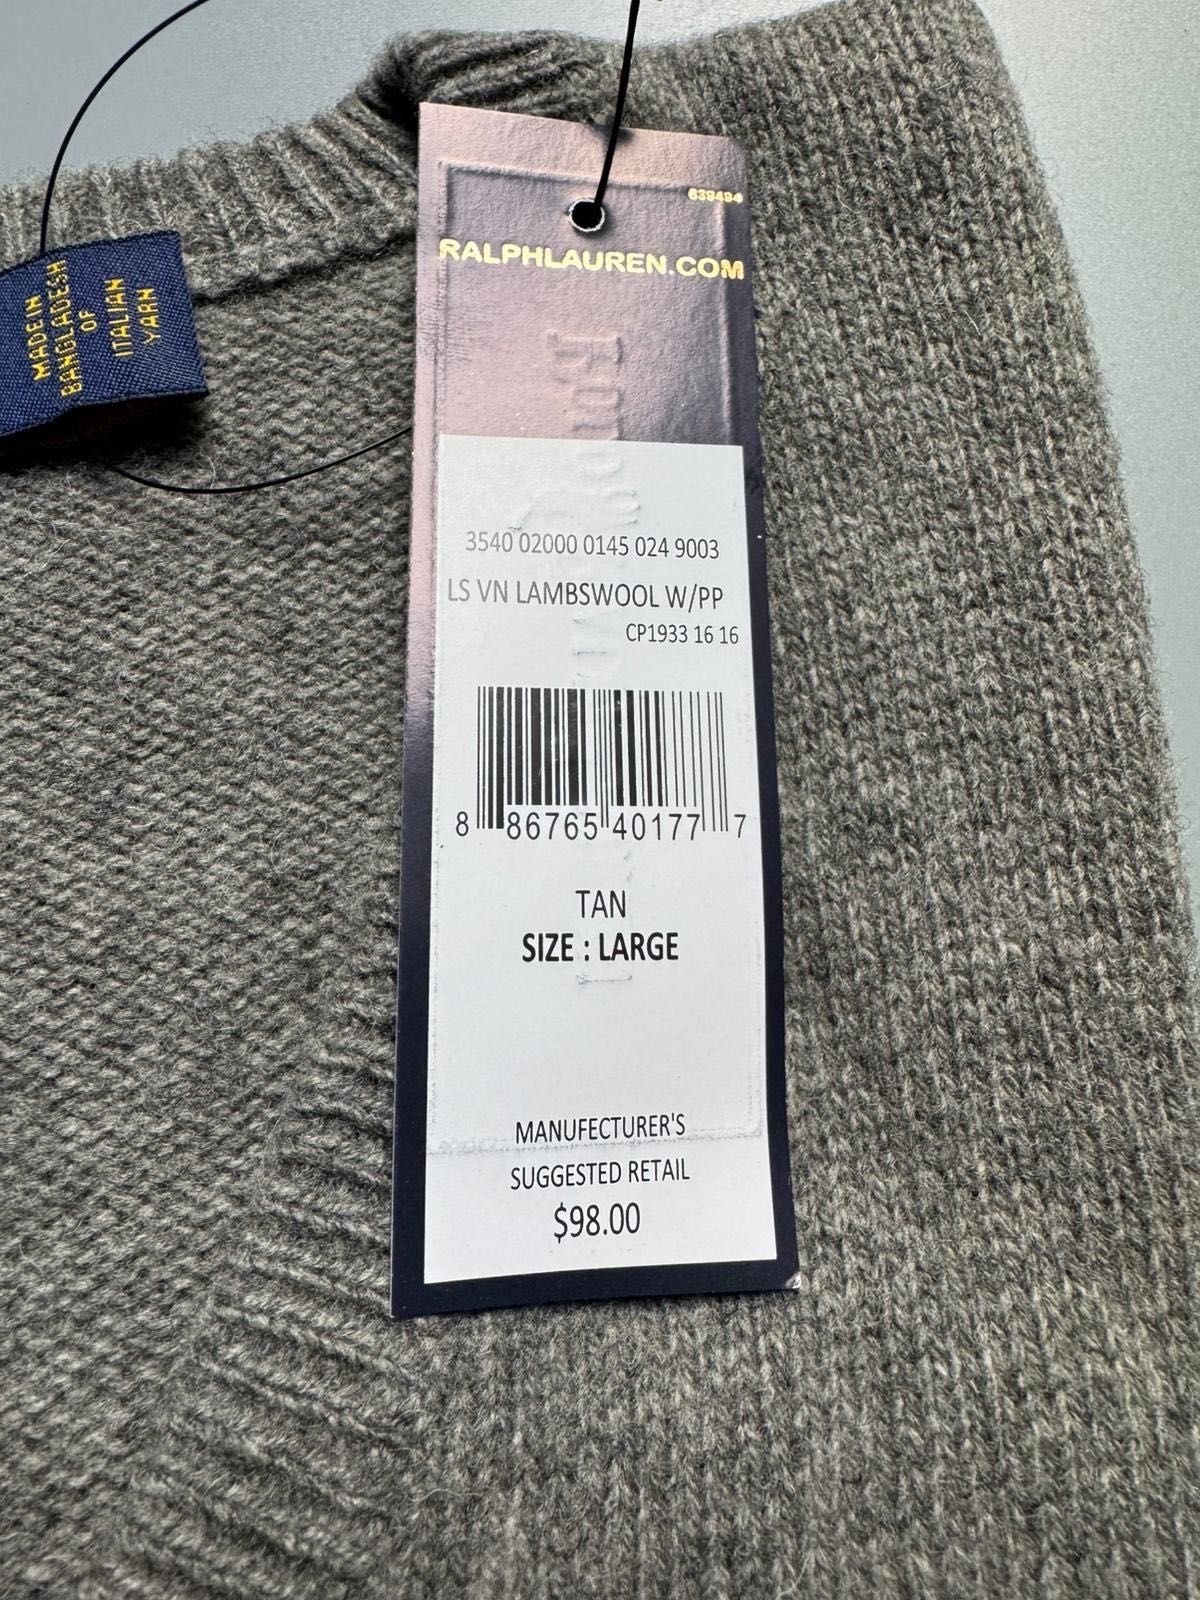 639494
RALPHLAUREN.COM
MADE IN
BANGLADESH
OF
ITALIAN
YARN
3540 02000 0145 024 9003
LS VN LAMBSWOOL W/PP
CP1933 16 16
8 86765 40177 7
TAN
SIZE : LARGE
MANUFECTURER'S
SUGGESTED RETAIL
$98.00